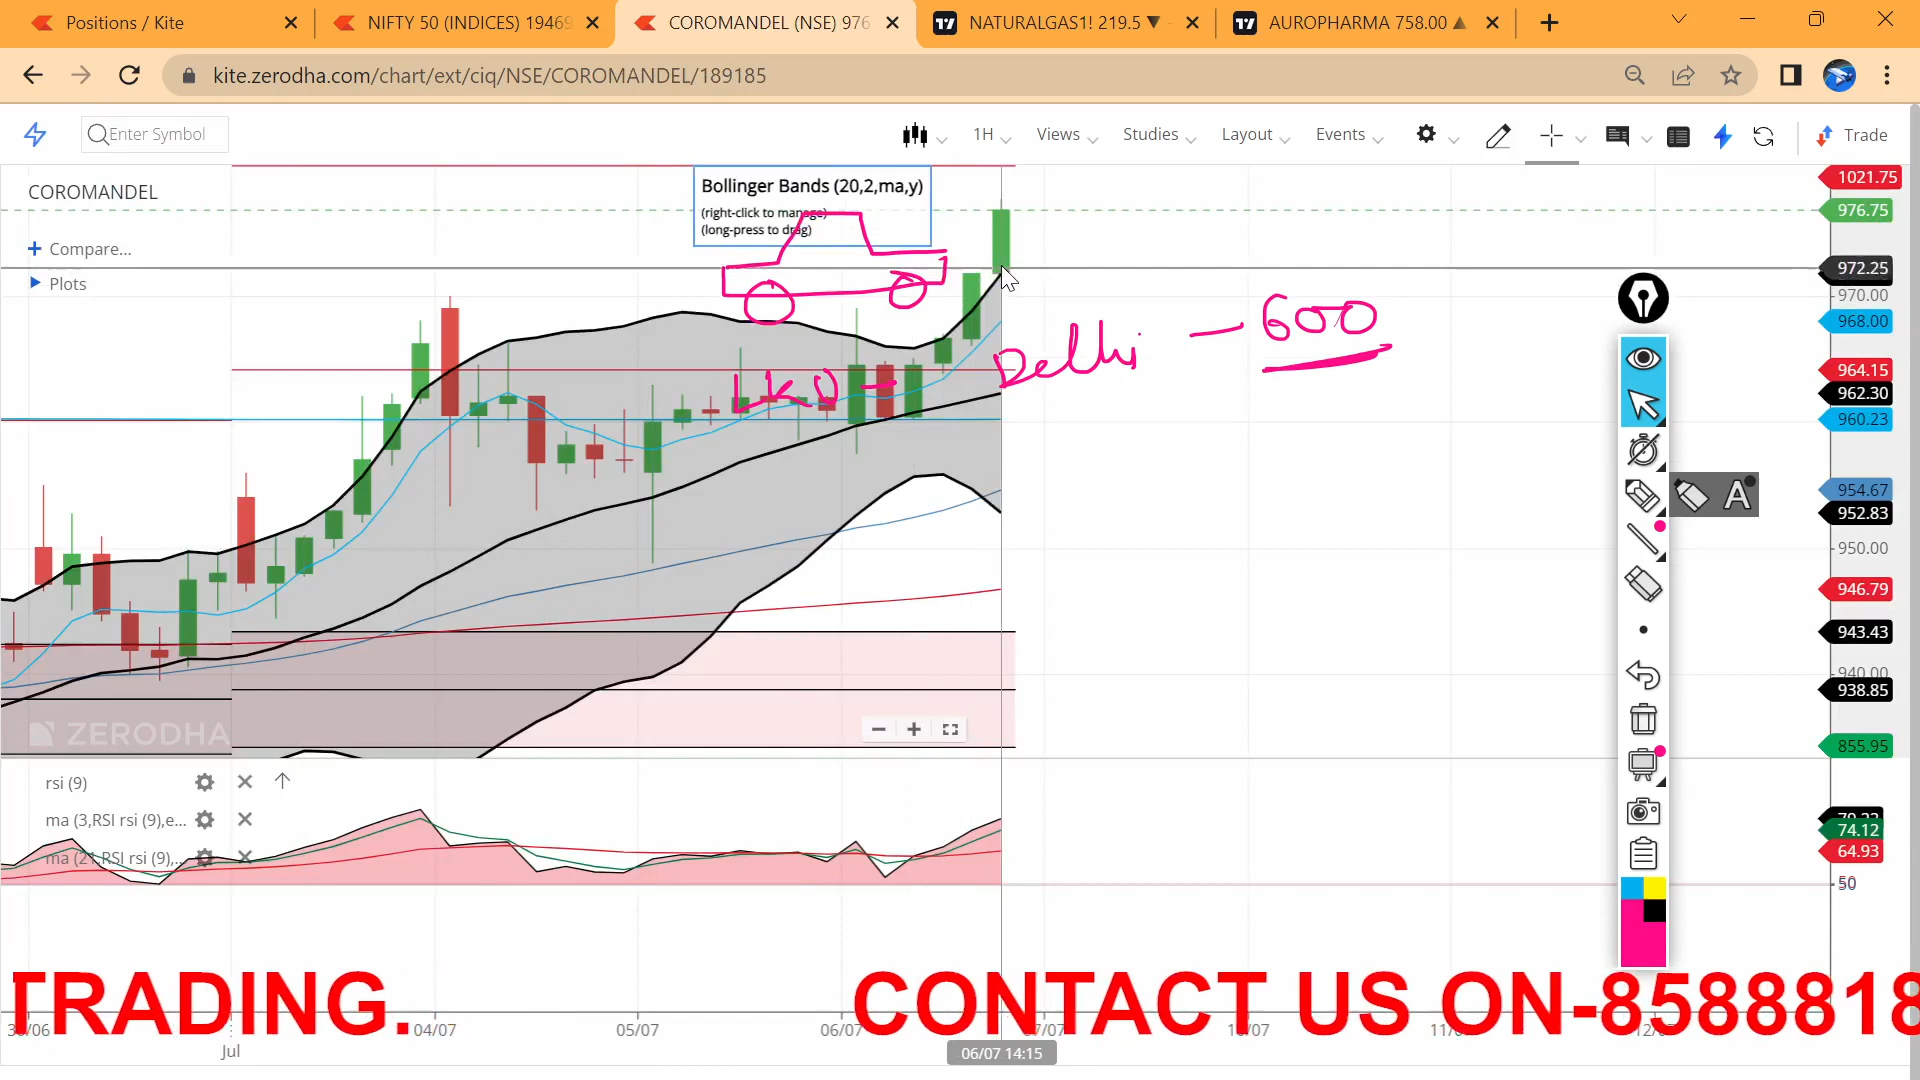 Positions / Kite
NIFTY 50 (INDICES) 19469
COROMANDEL (NSE) 976
NATURALGAS1! 219.5 ▼
AUROPHARMA 758.00 ▲
kite.zerodha.com/chart/ext/ciq/NSE/COROMANDEL/189185
Enter Symbol
1H
Views
Studies
Layout
Events
Trade
COROMANDEL
Compare...
Plots
Bollinger Bands (20,2,ma,y)
(right-click to manage)
(long-press to drag)
LKO - Delhi - 600
1021.75
976.75
972.25
970.00
968.00
964.15
962.30
960.23
954.67
952.83
950.00
946.79
943.43
940.00
938.85
855.95
ZERODHA
A
rsi (9)
ma (3,RSI rsi (9),e...
ma (21,RSI rsi (9),...
74.12
64.93
50
TRADING. CONTACT US ON-8588818
04/07
05/07
06/07
Jul
06/07 14:15